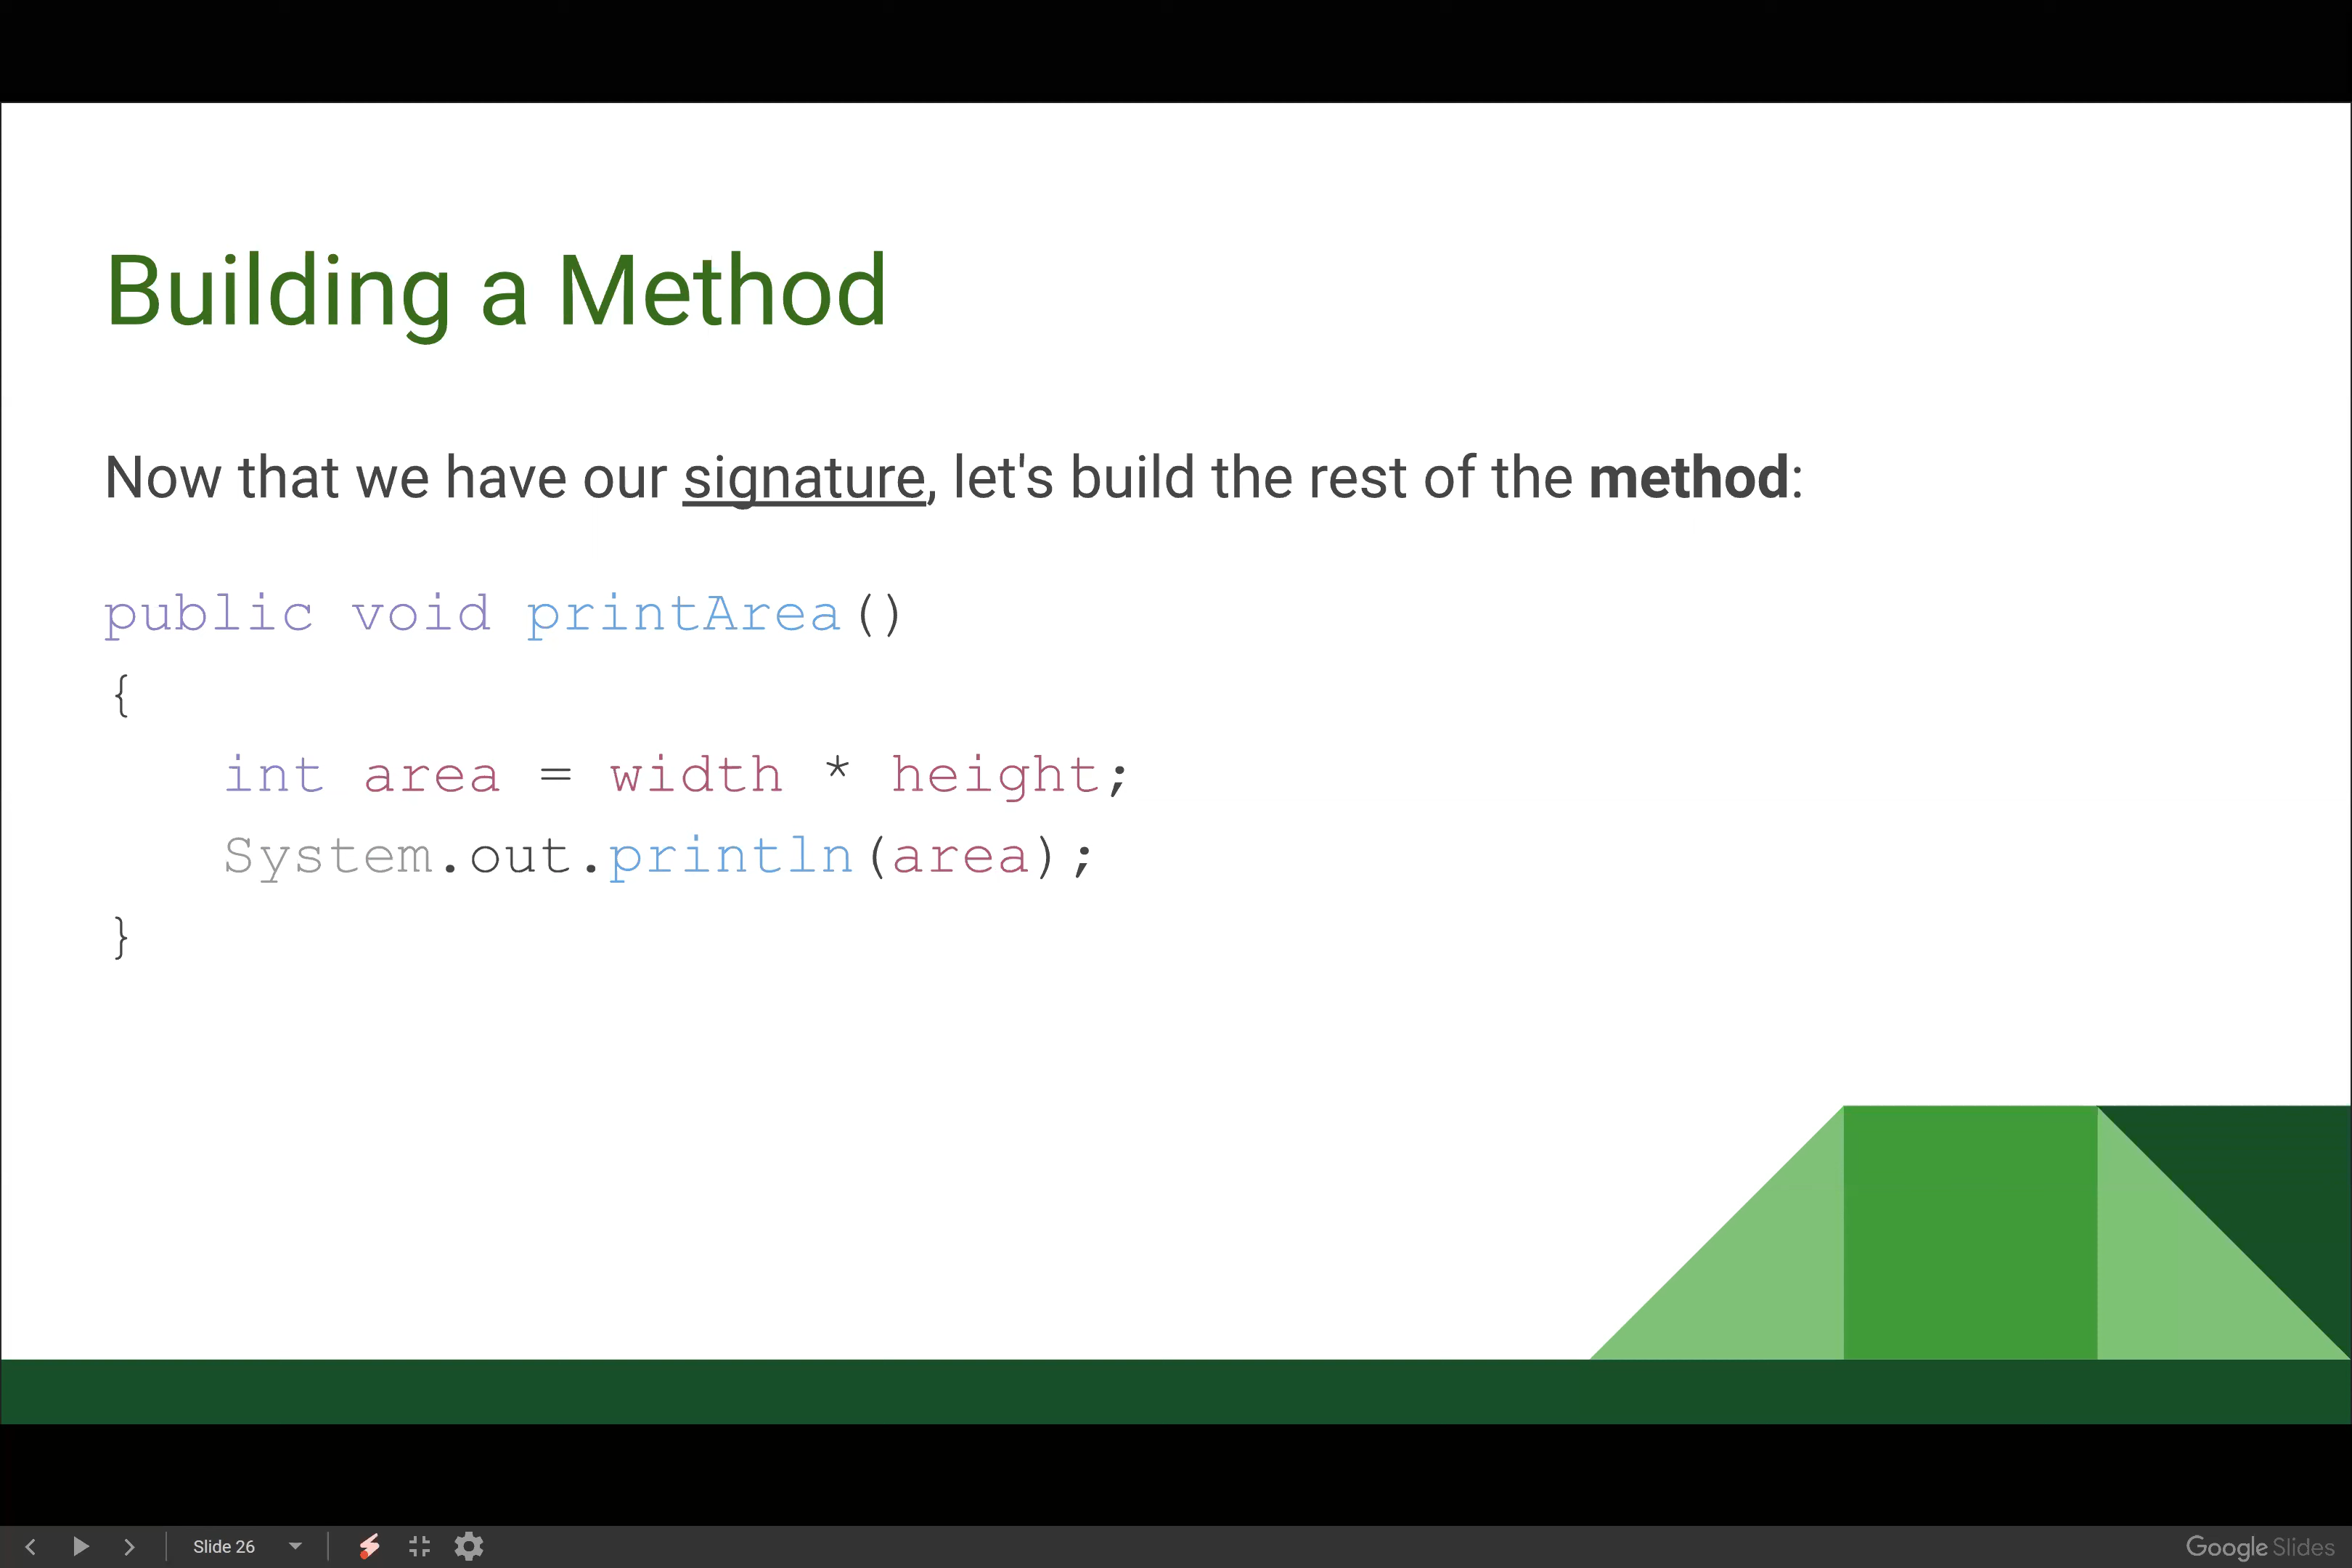 Building a Method
Now that we have our signature, let's build the rest of the method:
public void printArea()
{
int area = width * height;
System.out.println(area);
}
Slide 26
Google Slides